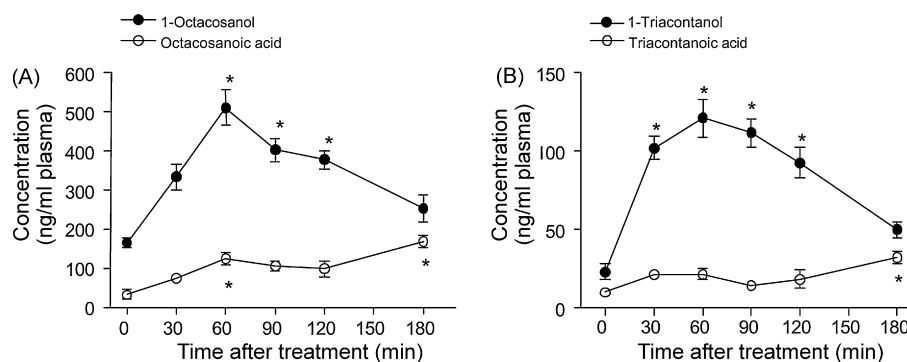 1-Octacosanol
Octacosanoic acid
(A)
600
500
400
300
200
100
0
Concentration
(ng/ml plasma)
*
*
*
*
*
0
30
60
90
120
150
180
Time after treatment (min)
1-Triacontanol
Triacontanoic acid
(B)
150
100
50
0
Concentration
(ng/ml plasma)
*
*
*
*
*
0
30
60
90
120
150
180
Time after treatment (min)